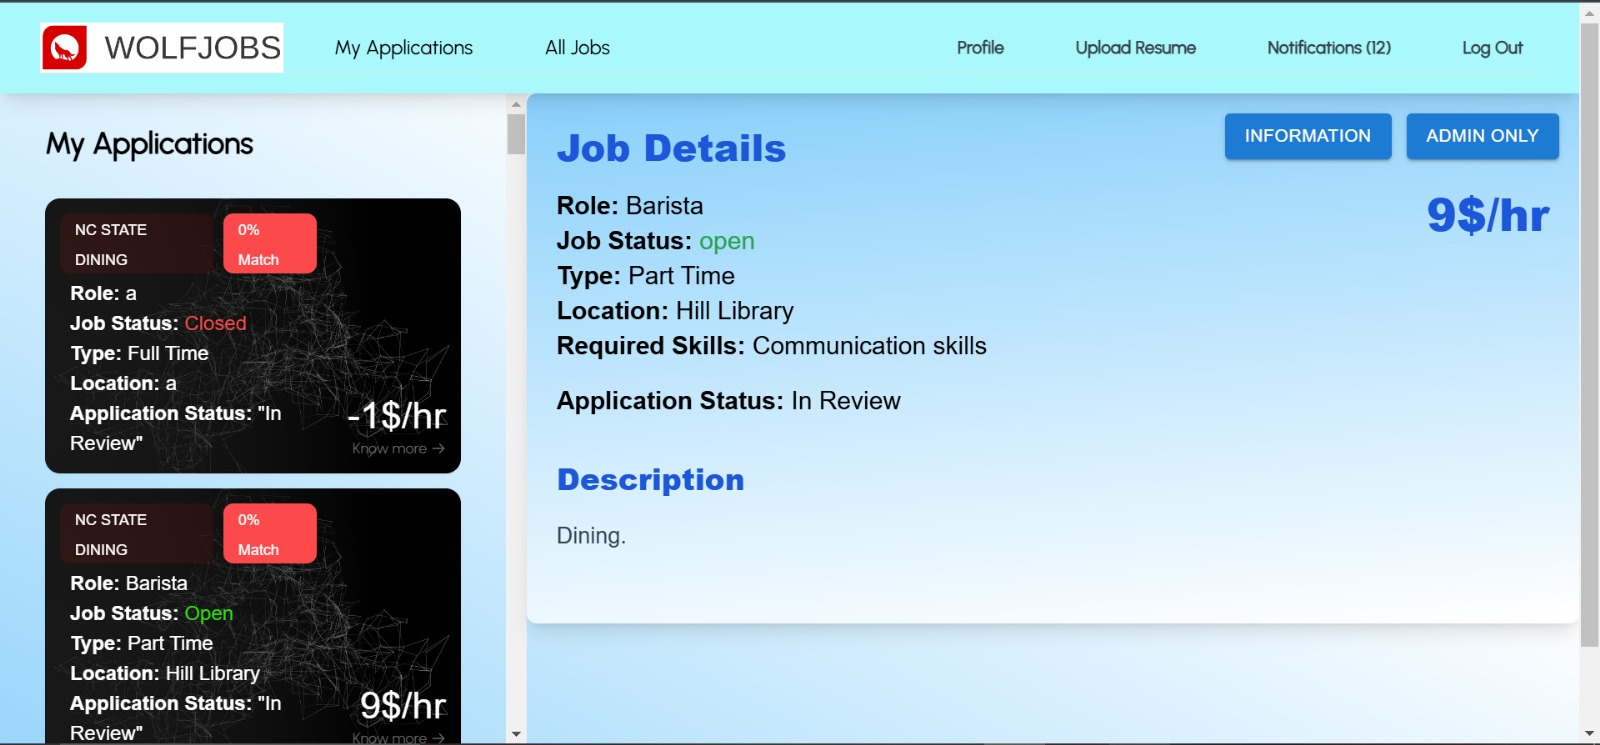 WOLFJOBS
My Applications
All Jobs
Profile
Upload Resume
Notifications (12)
Log Out
My Applications
NC STATE
DINING
0%
Match
Role: a
Job Status: Closed
Type: Full Time
Location: a
Application Status: "In
Review"
-1$/hr
Know more →
NC STATE
DINING
0%
Match
Role: Barista
Job Status: Open
Type: Part Time
Location: Hill Library
Application Status: "In
Review"
9$/hr
Know more →
Job Details
INFORMATION
ADMIN ONLY
9$/hr
Role: Barista
Job Status: open
Type: Part Time
Location: Hill Library
Required Skills: Communication skills
Application Status: In Review
Description
Dining.